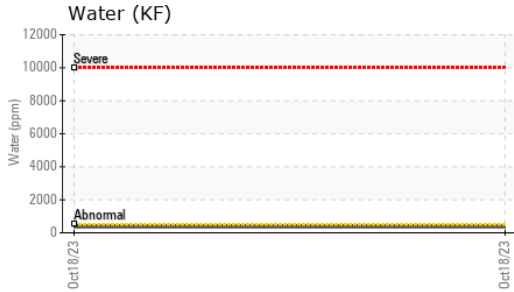 Water (KF)
12000
10000
8000
6000
4000
2000
0
Water (ppm)
Severe
Abnormal
Oct18/23
Oct18/23